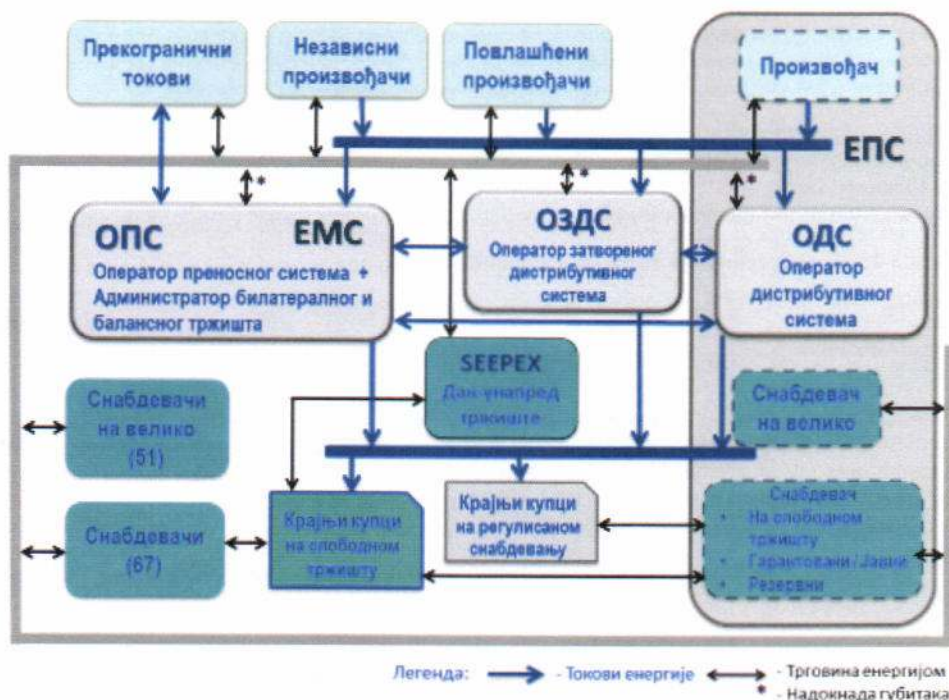 Прекогранични
токови
Независни
произвођачи
Повлашћени
произвођачи
Произвођач
ЕПС
*
*
*
ОПС
ЕМС
Оператор преносног система +
Администратор билатералног и
балансног тржишта
ОЗДС
Оператор затвореног
дистрибутивног
система
ОДС
Оператор
дистрибутивног
система
SEEPEX
Дан-унапред
тржиште
Снабдевачи
на велико
(51)
Снабдевач
на велико
Снабдевачи
(67)
Крајњи купци
на слободном
тржишту
Крајњи купци
на регулисаном
снабдевању
Снабдевач
• На слободном
тржишту
• Гарантовани / Јавни
• Резервни
Легенда: - Токови енергије - Трговина енергијом
* - Надокнада губитака